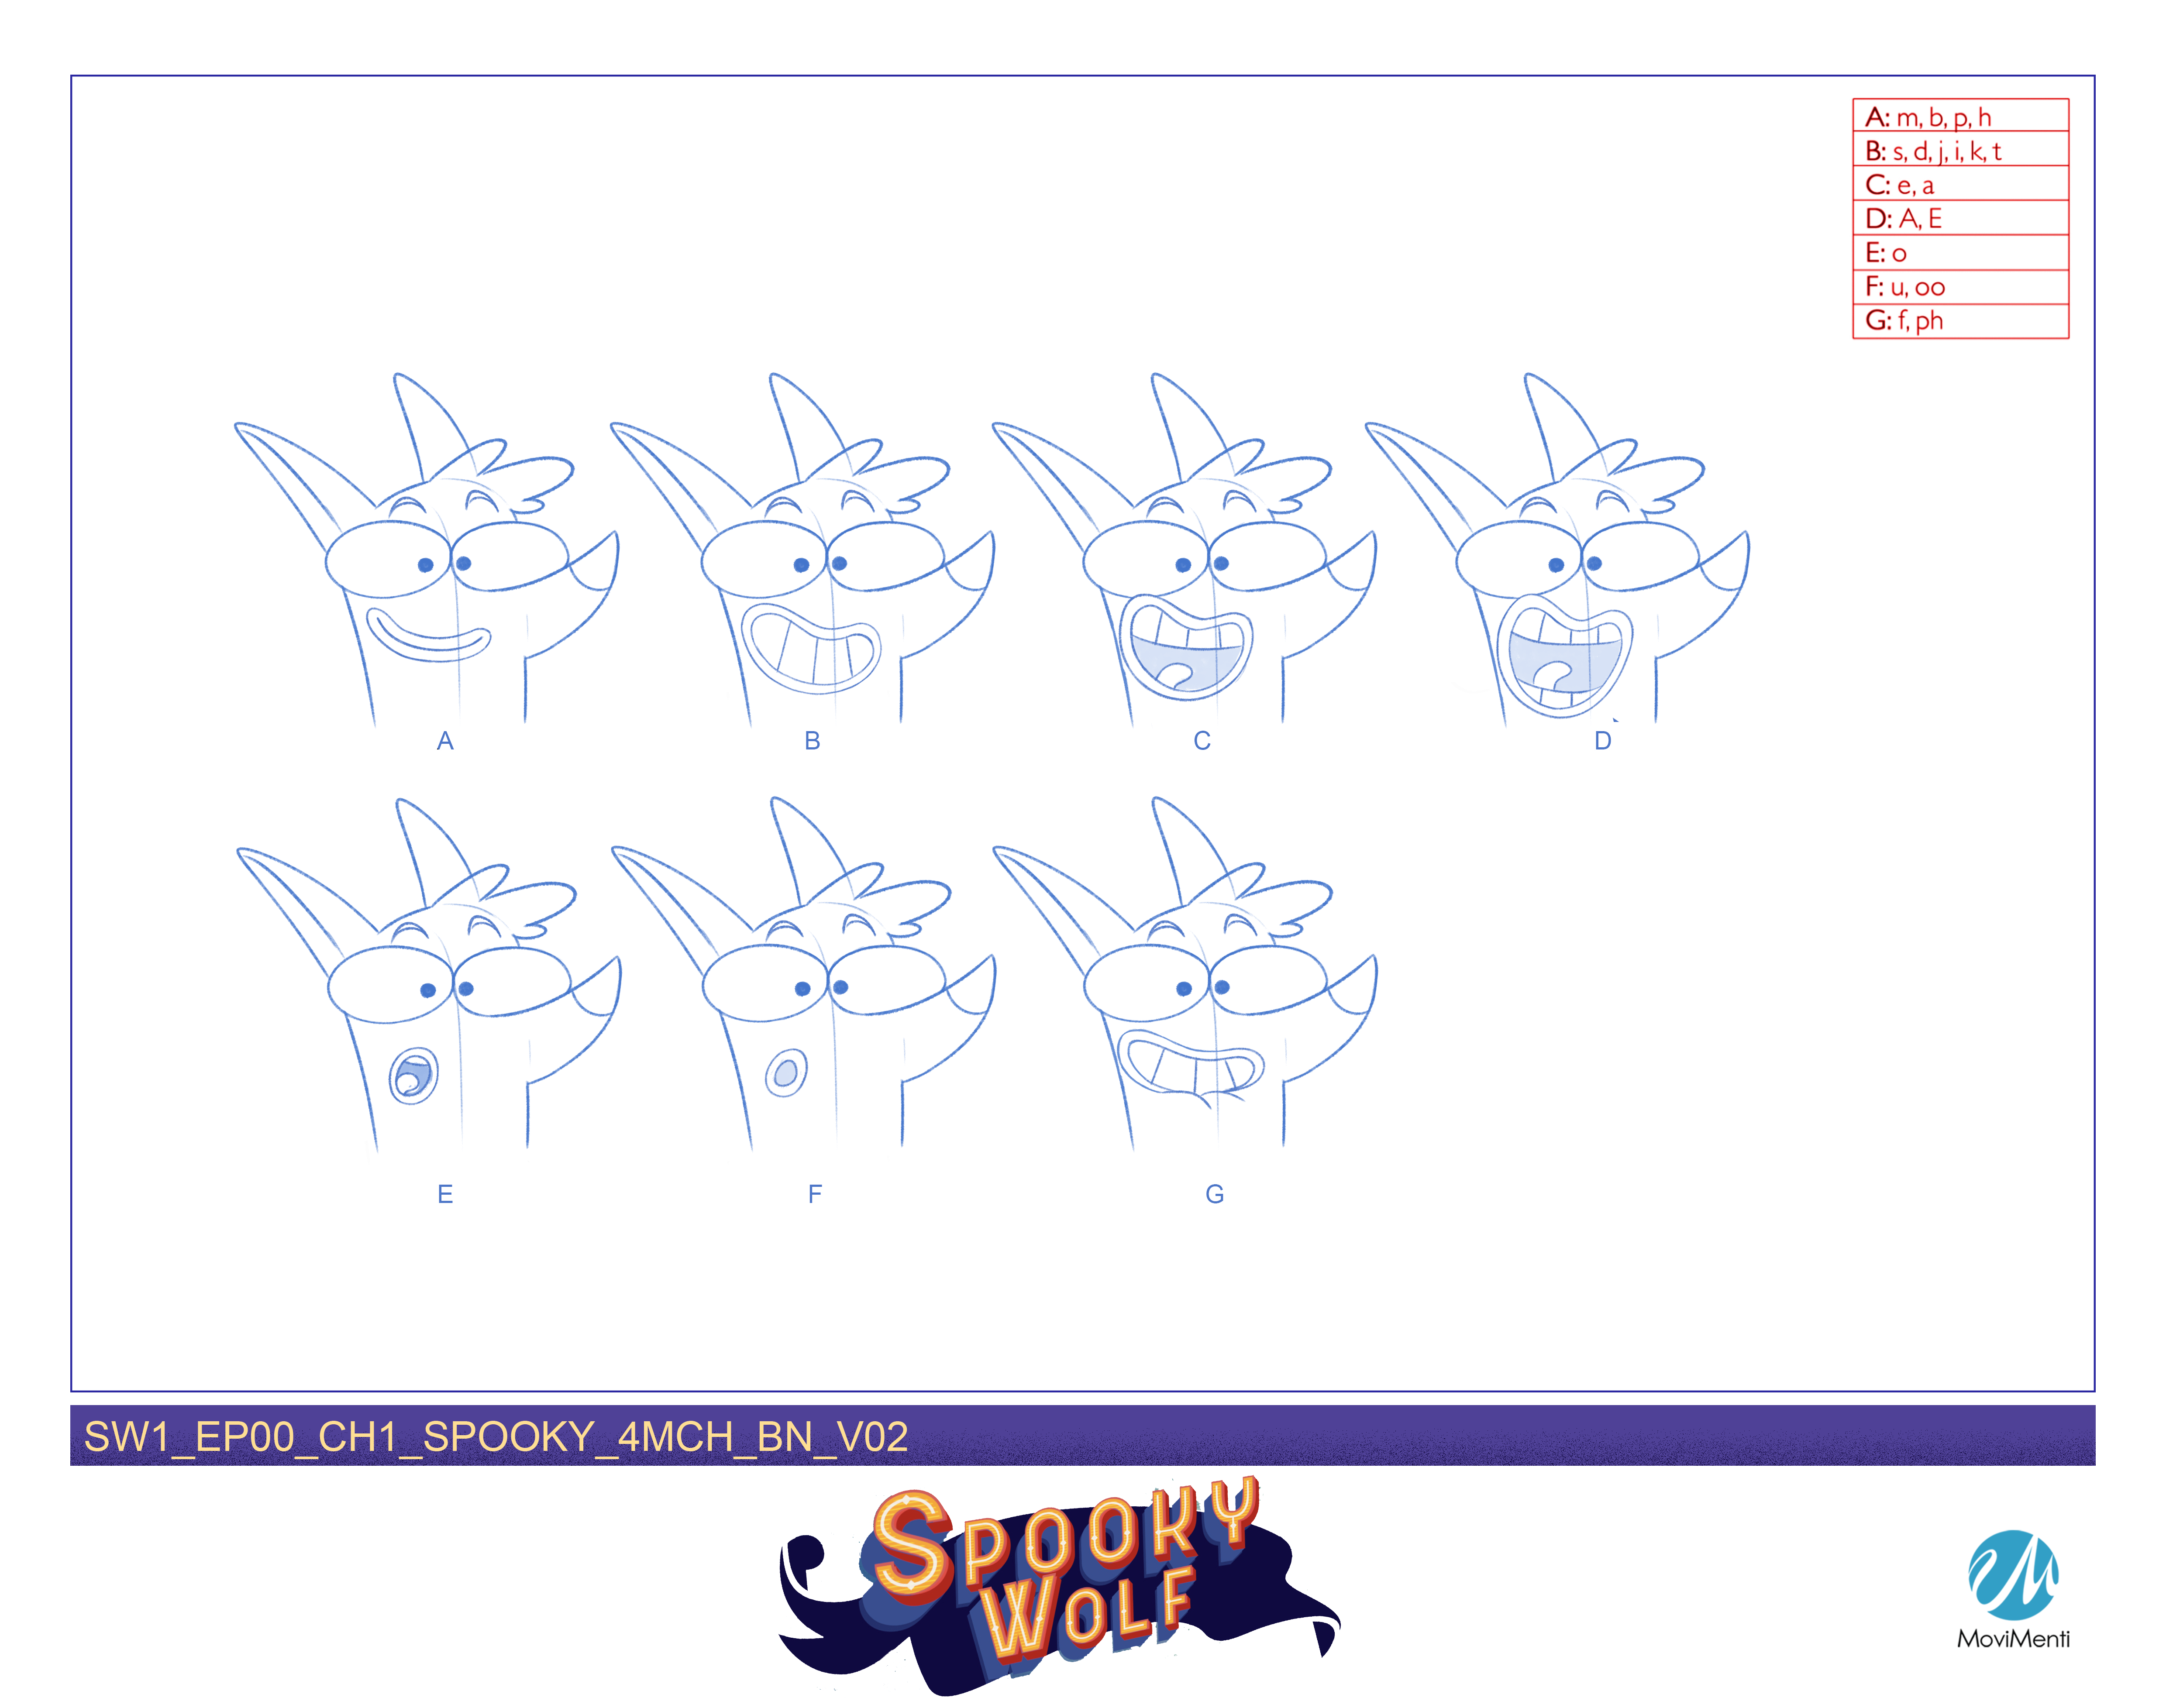 A: m, b, p, h
B: s, d, j, i, k, t
C: e, a
D: A, E
E: o
F: u, oo
G: f, ph
A B C D
E F G
SW1_EP00_CH1_SPOOKY_4MCH_BN_V02
SPOOKY
WOLF
MoviMenti